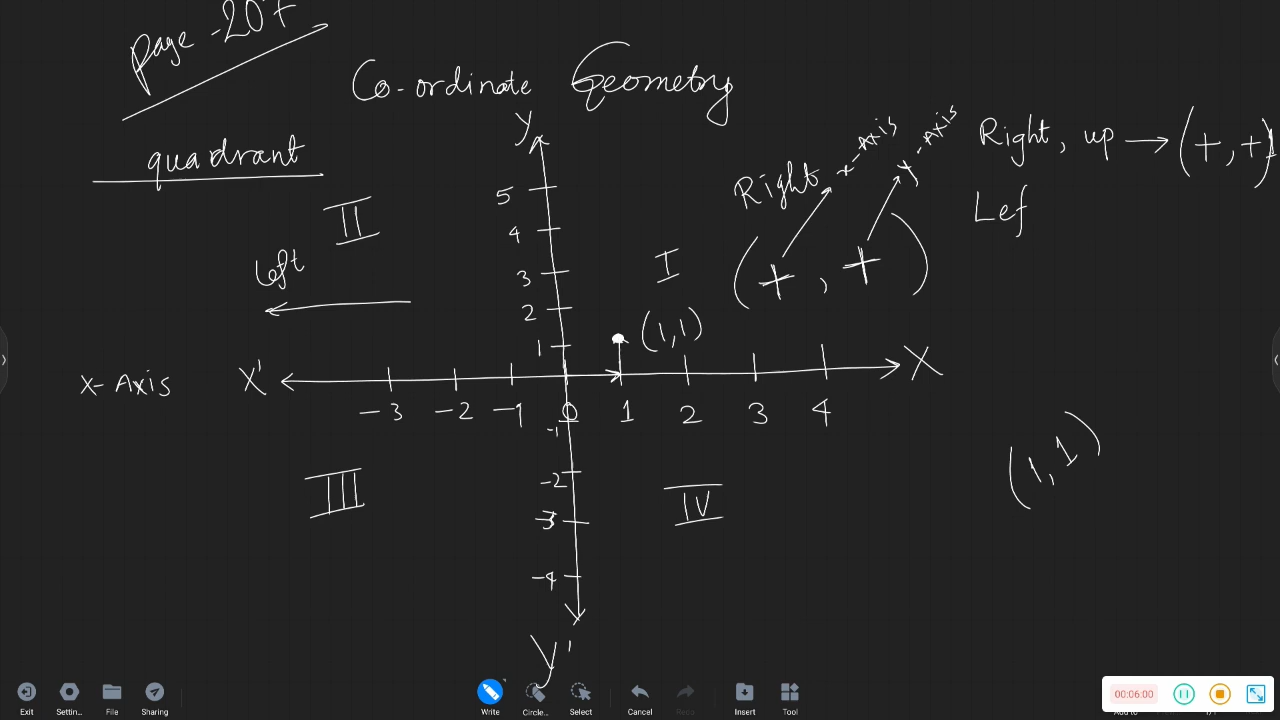 page -207
Co-ordinate Geometry
quadrant
Y
Right x-Axis y-Axis
Right, up → (+, +)
Lef
II
5
4
I
(+, +)
Left
3
2
(1,1)
1
X-Axis
X'
X
-3 -2 -1 0 1 2 3 4
-1
(1,1)
III
-2
IV
-3
-4
Y'
Exit
Settin...
File
Sharing
Write
Circle...
Select
Cancel
Redo
Insert
Tool
00:06:00